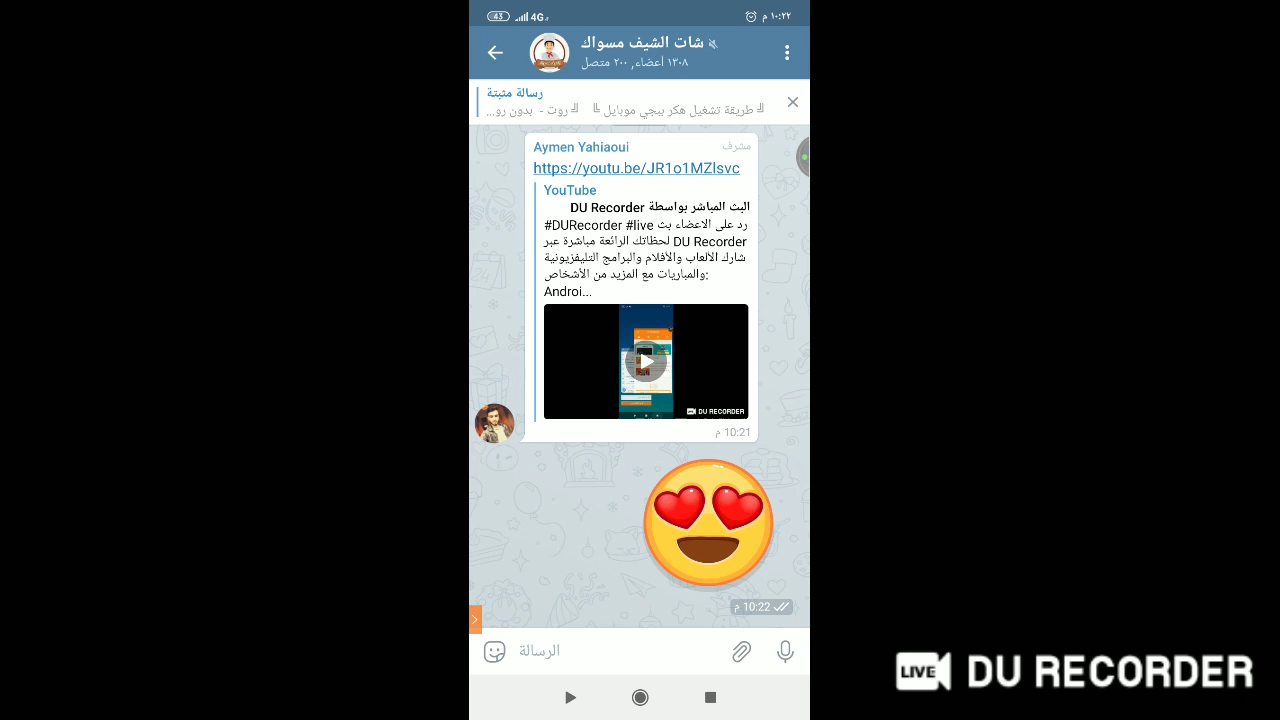 43 4G ١٠:٢٢ م
شات الشيف مسواك
١٣٠٨ أعضاء, ٢٠٠ متصل
رسالة مثبتة
╝ طريقة تشغيل هكر ببجي موبايل ╚ ╝ روت - بدون رو...
Aymen Yahiaoui مشرف
https://youtu.be/JR1o1MZlsvc
YouTube
البث المباشر بواسطة DU Recorder
رد على الاعضاء بث #DURecorder #live
لحظاتك الرائعة مباشرة عبر DU Recorder
شارك الألعاب والأفلام والبرامج التليفزيونية
والمباريات مع المزيد من الأشخاص:
Androi...
DU RECORDER
10:21 م
10:22 م
الرسالة
LIVE DU RECORDER